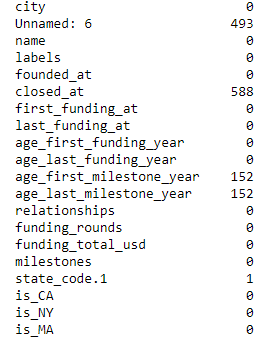 city 0
Unnamed: 6 493
name 0
labels 0
founded_at 0
closed_at 588
first_funding_at 0
last_funding_at 0
age_first_funding_year 0
age_last_funding_year 0
age_first_milestone_year 152
age_last_milestone_year 152
relationships 0
funding_rounds 0
funding_total_usd 0
milestones 0
state_code.1 1
is_CA 0
is_NY 0
is_MA 0